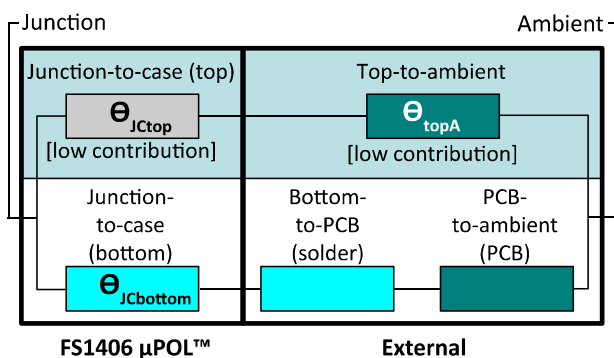 Junction
Ambient
Junction-to-case (top)
Top-to-ambient
ΘJCtop
ΘtopA
[low contribution]
[low contribution]
Junction-
to-case
(bottom)
Bottom-
to-PCB
(solder)
PCB-
to-ambient
(PCB)
ΘJCbottom
FS1406 µPOL™
External